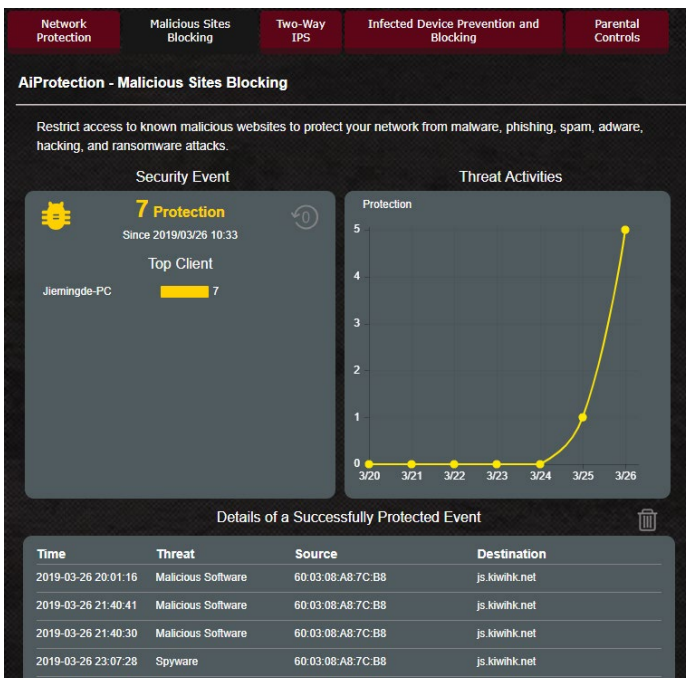 Network
Protection
Malicious Sites
Blocking
Two-Way
IPS
Infected Device Prevention and
Blocking
Parental
Controls
AiProtection - Malicious Sites Blocking
Restrict access to known malicious websites to protect your network from malware, phishing, spam, adware,
hacking, and ransomware attacks.
Security Event
7 Protection
0
Since 2019/03/26 10:33
Top Client
Jiemingde-PC 7
Threat Activities
Protection
5
4
3
2
1
0
3/20 3/21 3/22 3/23 3/24 3/25 3/26
Details of a Successfully Protected Event
Time Threat Source Destination
2019-03-26 20:01:16 Malicious Software 60:03:08:A8:7C:B8 js.kiwihk.net
2019-03-26 21:40:41 Malicious Software 60:03:08:A8:7C:B8 js.kiwihk.net
2019-03-26 21:40:30 Malicious Software 60:03:08:A8:7C:B8 js.kiwihk.net
2019-03-26 23:07:28 Spyware 60:03:08:A8:7C:B8 js.kiwihk.net